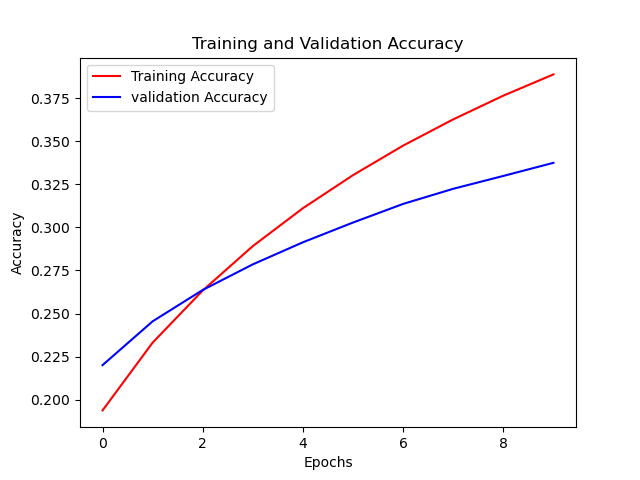 Training and Validation Accuracy
Training Accuracy
validation Accuracy
0.375
0.350
0.325
0.300
0.275
0.250
0.225
0.200
Accuracy
0 2 4 6 8
Epochs